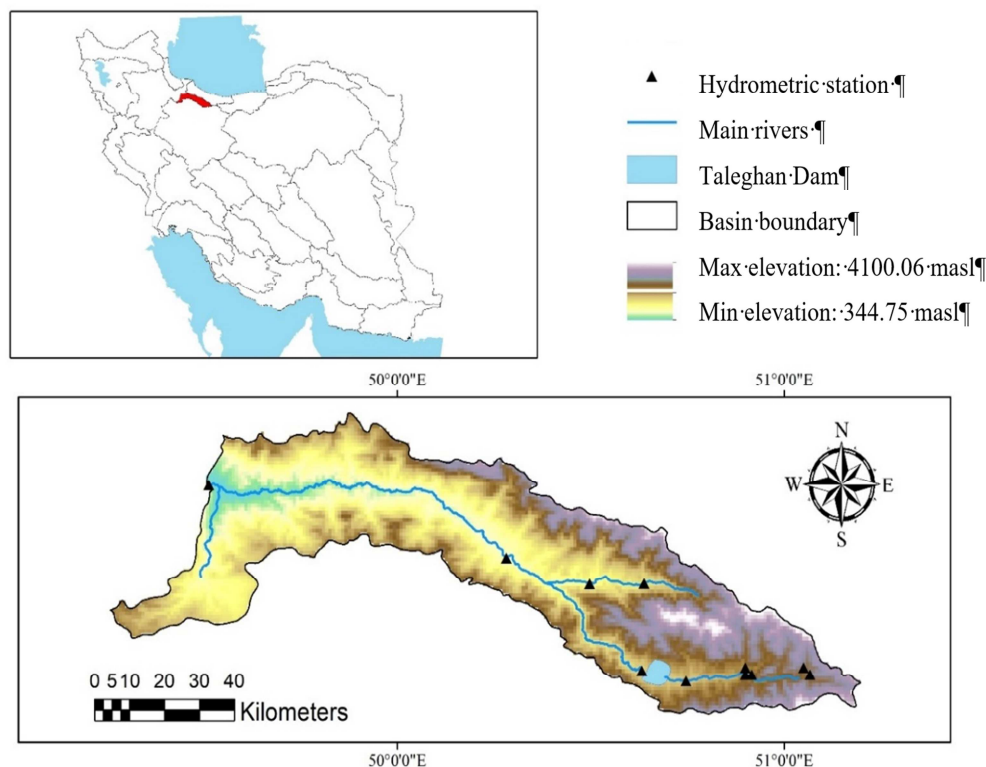 Hydrometric·station·¶
Main·rivers·¶
Taleghan·Dam¶
Basin·boundary¶
Max·elevation:·4100.06·masl¶
Min·elevation:·344.75·masl¶
50°0'0"E
51°0'0"E
N
W
E
S
0 5 10 20 30 40
Kilometers
50°0'0"E
51°0'0"E